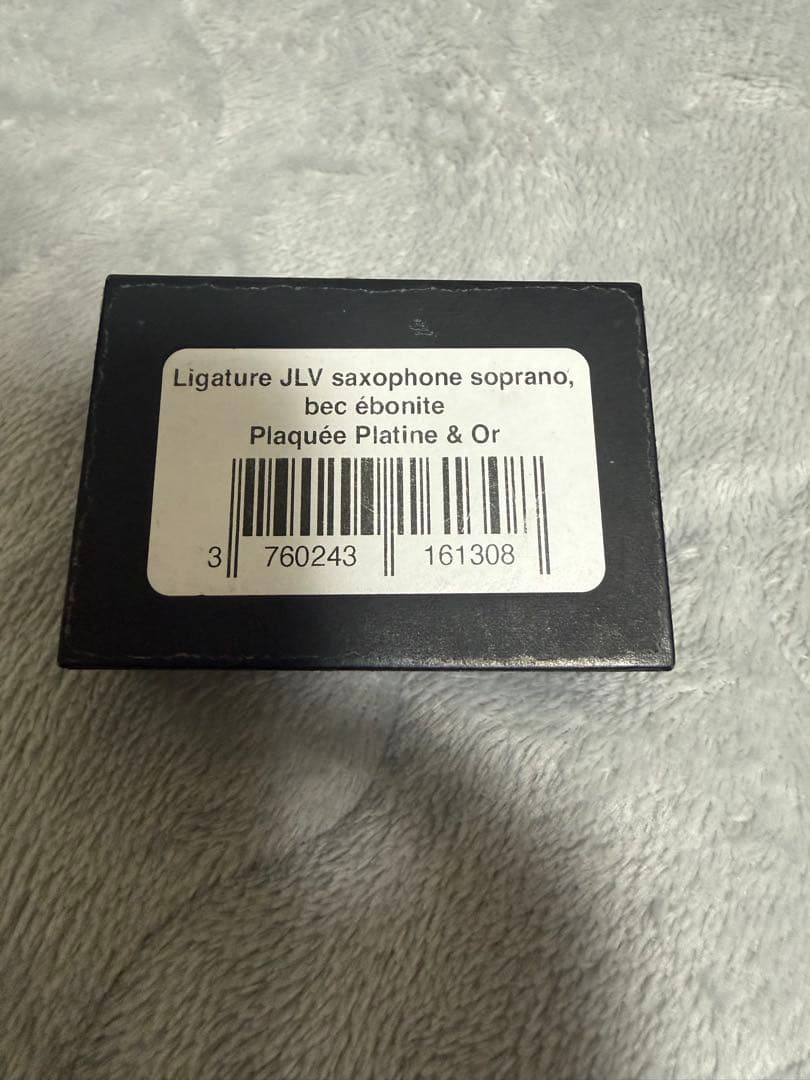 Ligature JLV saxophone soprano,
bec ébonite
Plaquée Platine & Or
3 760243 161308